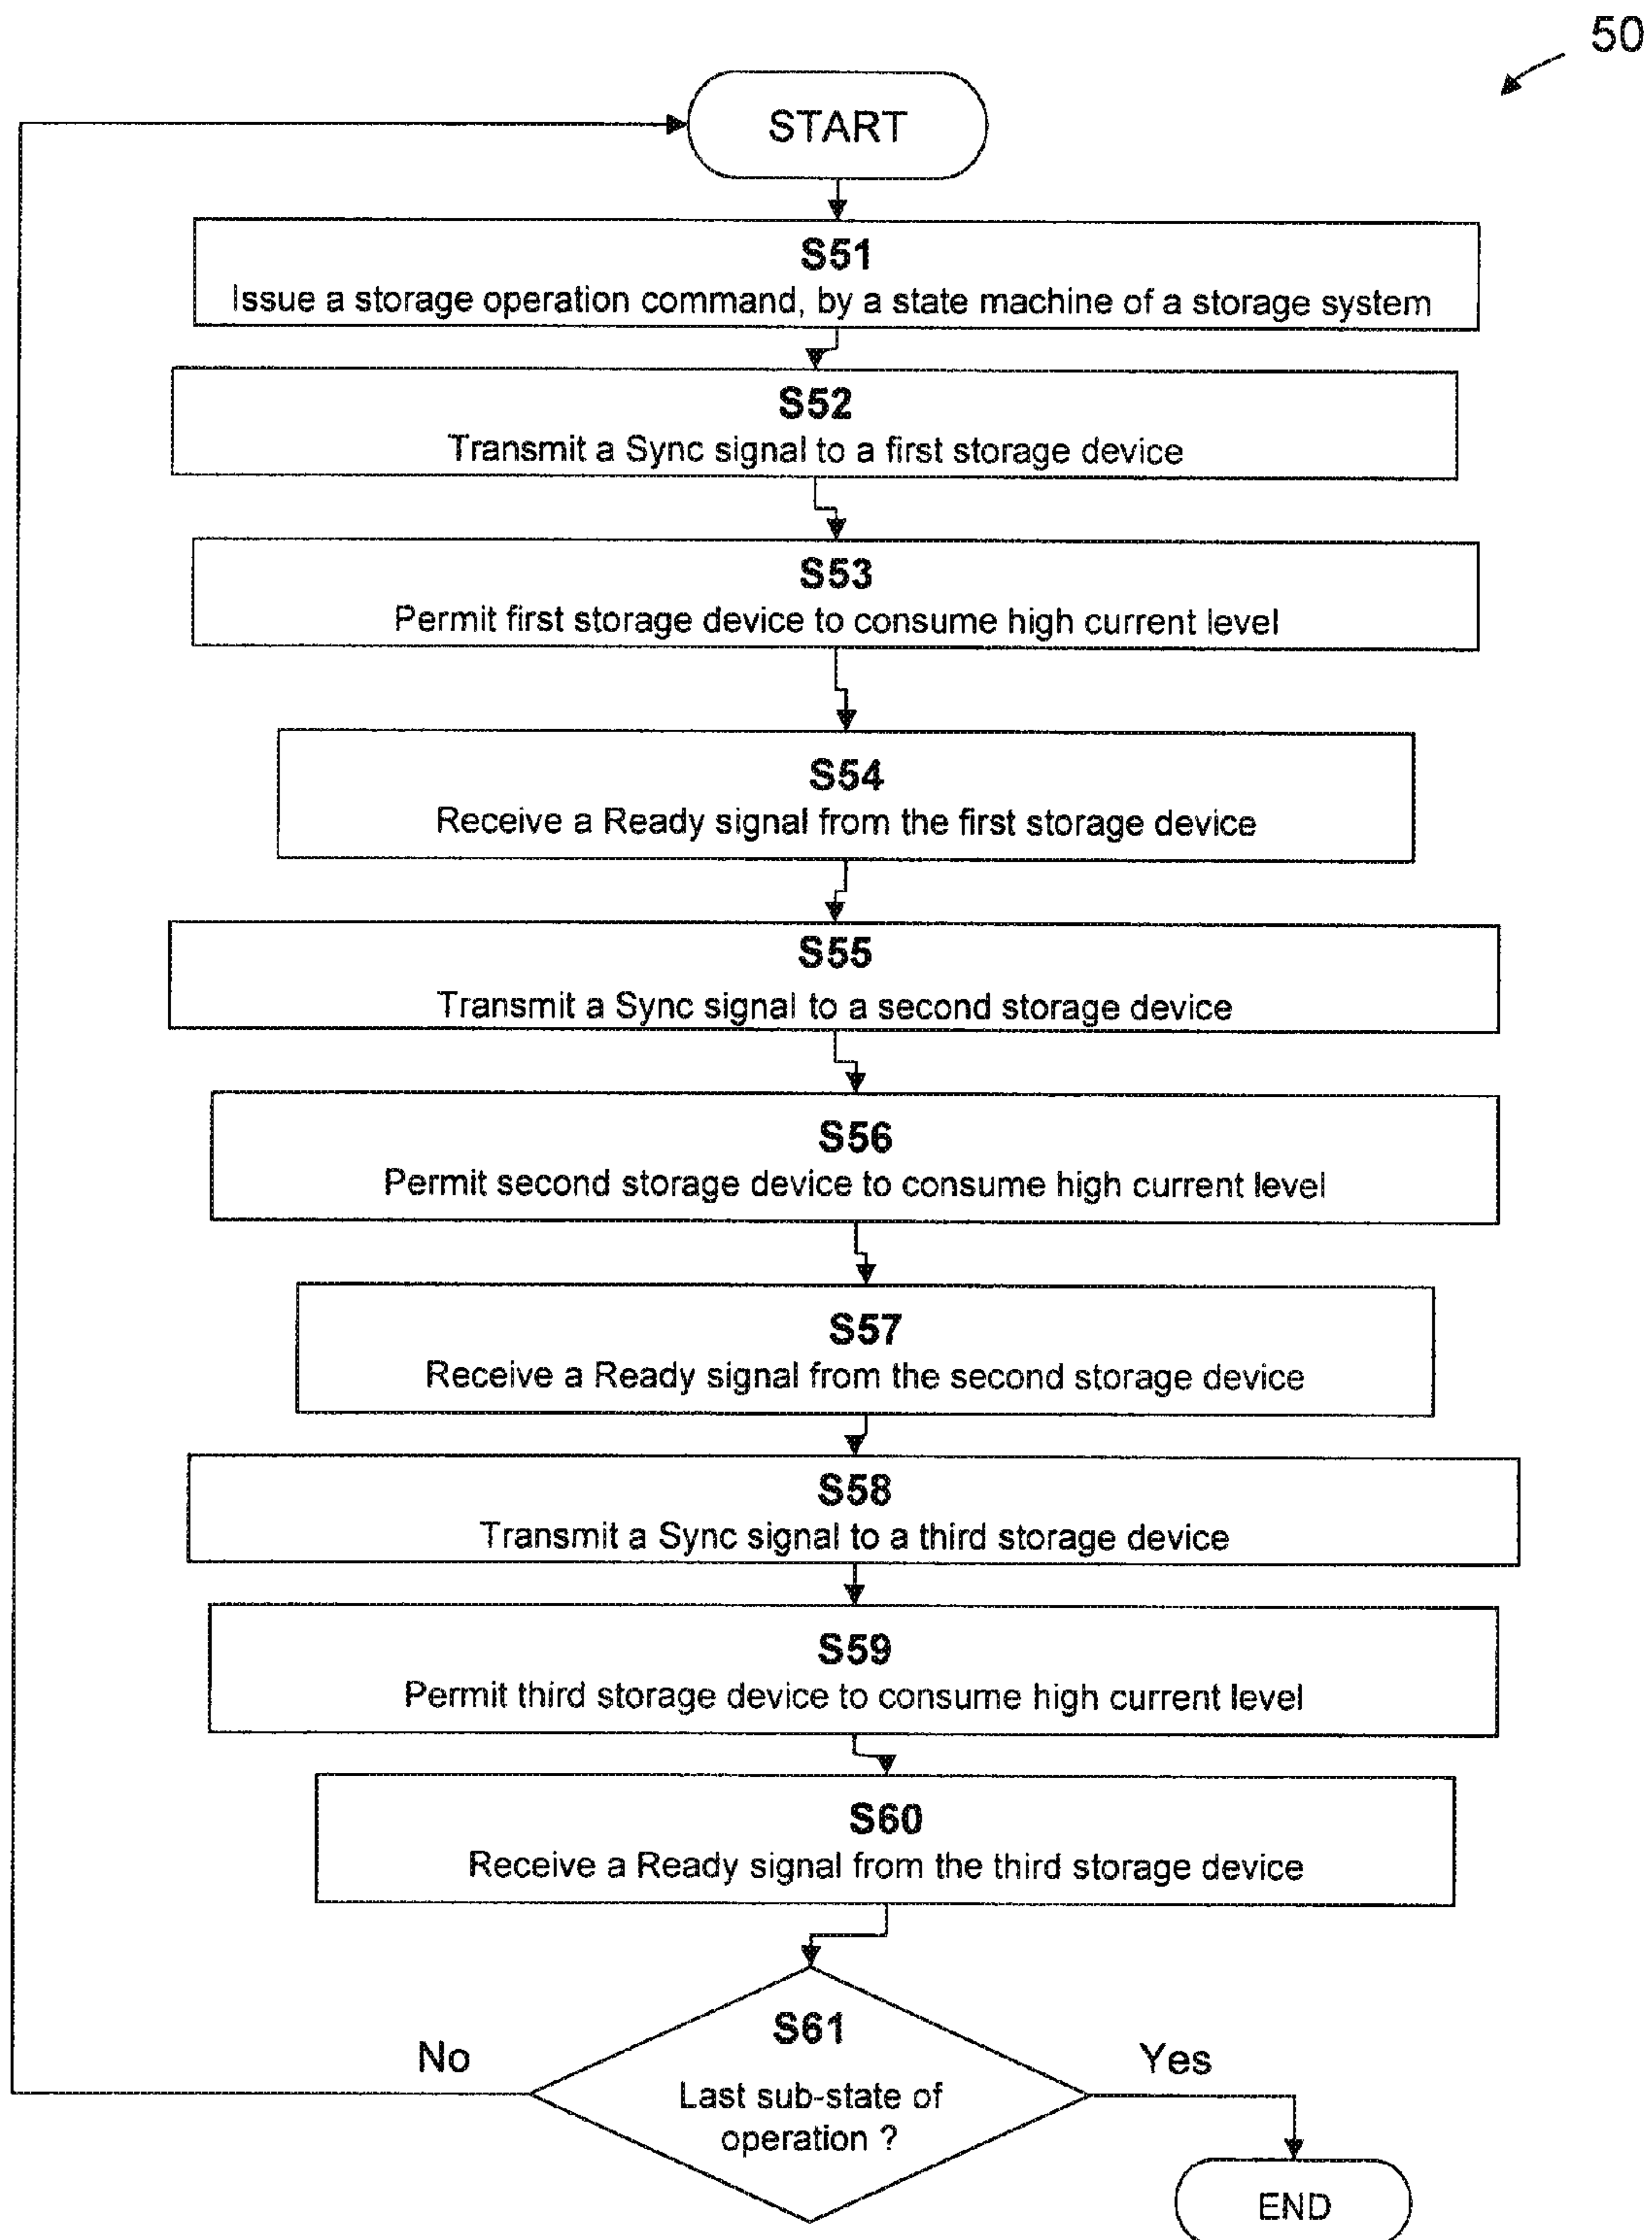 50
START
S51
Issue a storage operation command, by a state machine of a storage system
S52
Transmit a Sync signal to a first storage device
S53
Permit first storage device to consume high current level
S54
Receive a Ready signal from the first storage device
S55
Transmit a Sync signal to a second storage device
S56
Permit second storage device to consume high current level
S57
Receive a Ready signal from the second storage device
S58
Transmit a Sync signal to a third storage device
S59
Permit third storage device to consume high current level
S60
Receive a Ready signal from the third storage device
S61
No
Yes
Last sub-state of
operation ?
END